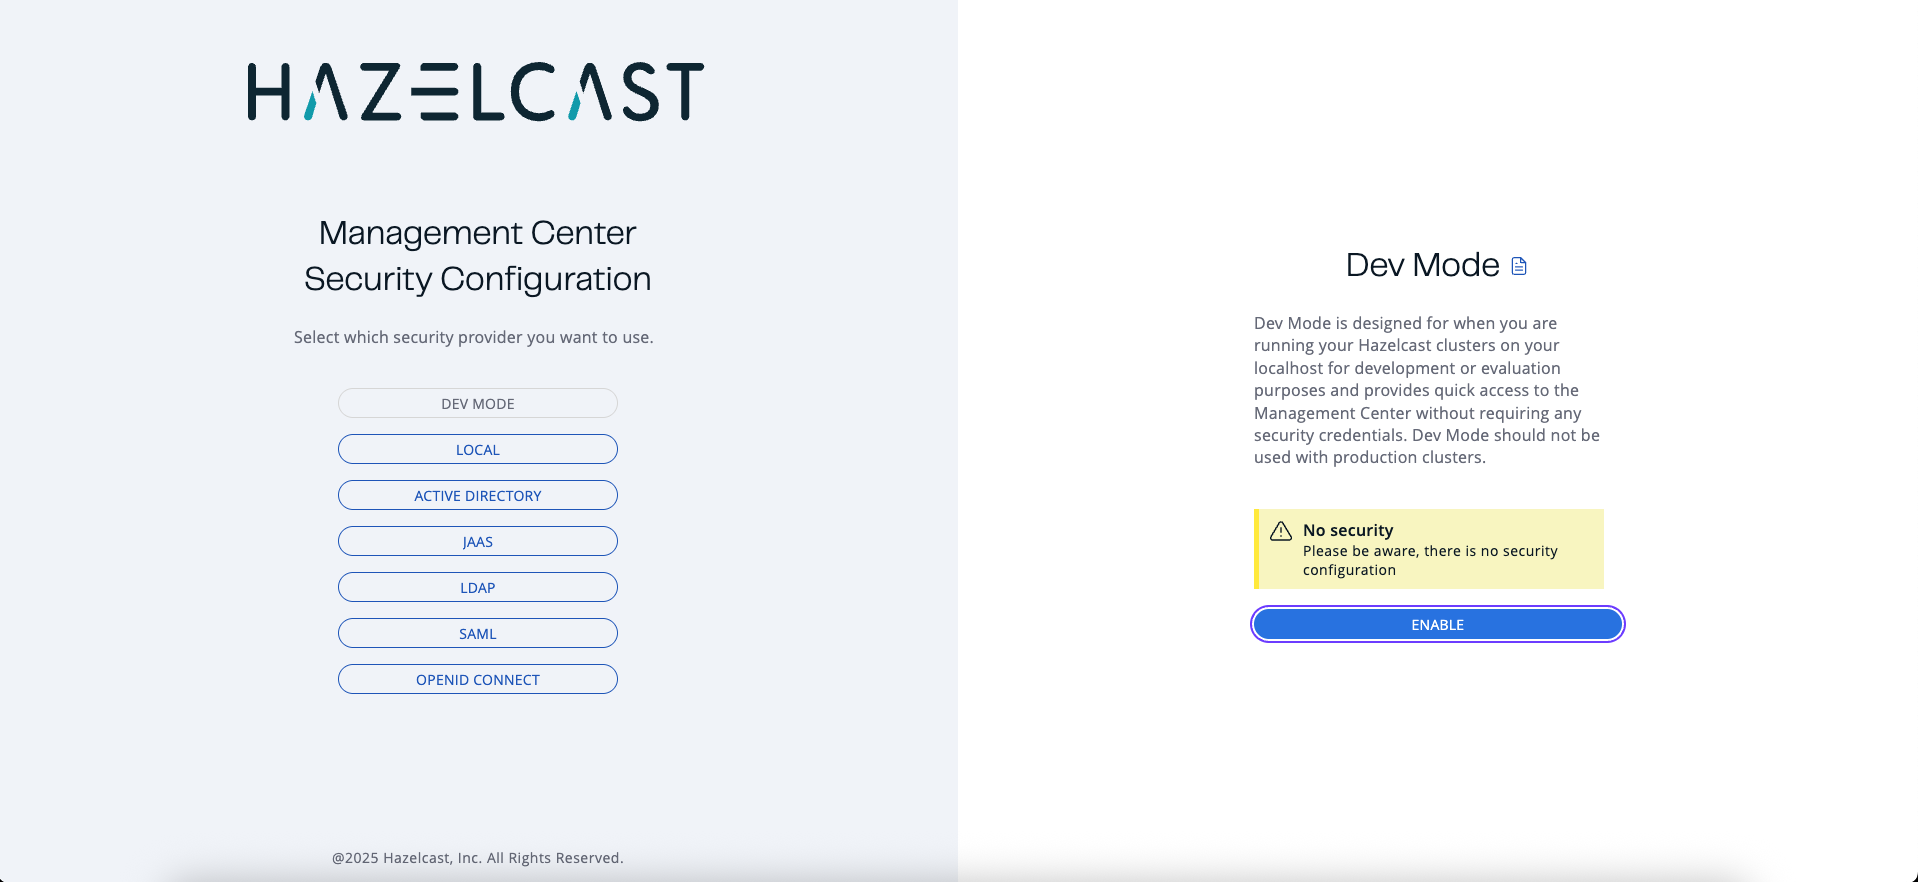 HAZELCAST
Management Center
Security Configuration
Select which security provider you want to use.
DEV MODE
LOCAL
ACTIVE DIRECTORY
JAAS
LDAP
SAML
OPENID CONNECT
@2025 Hazelcast, Inc. All Rights Reserved.
Dev Mode
Dev Mode is designed for when you are
running your Hazelcast clusters on your
localhost for development or evaluation
purposes and provides quick access to the
Management Center without requiring any
security credentials. Dev Mode should not be
used with production clusters.
No security
Please be aware, there is no security
configuration
ENABLE